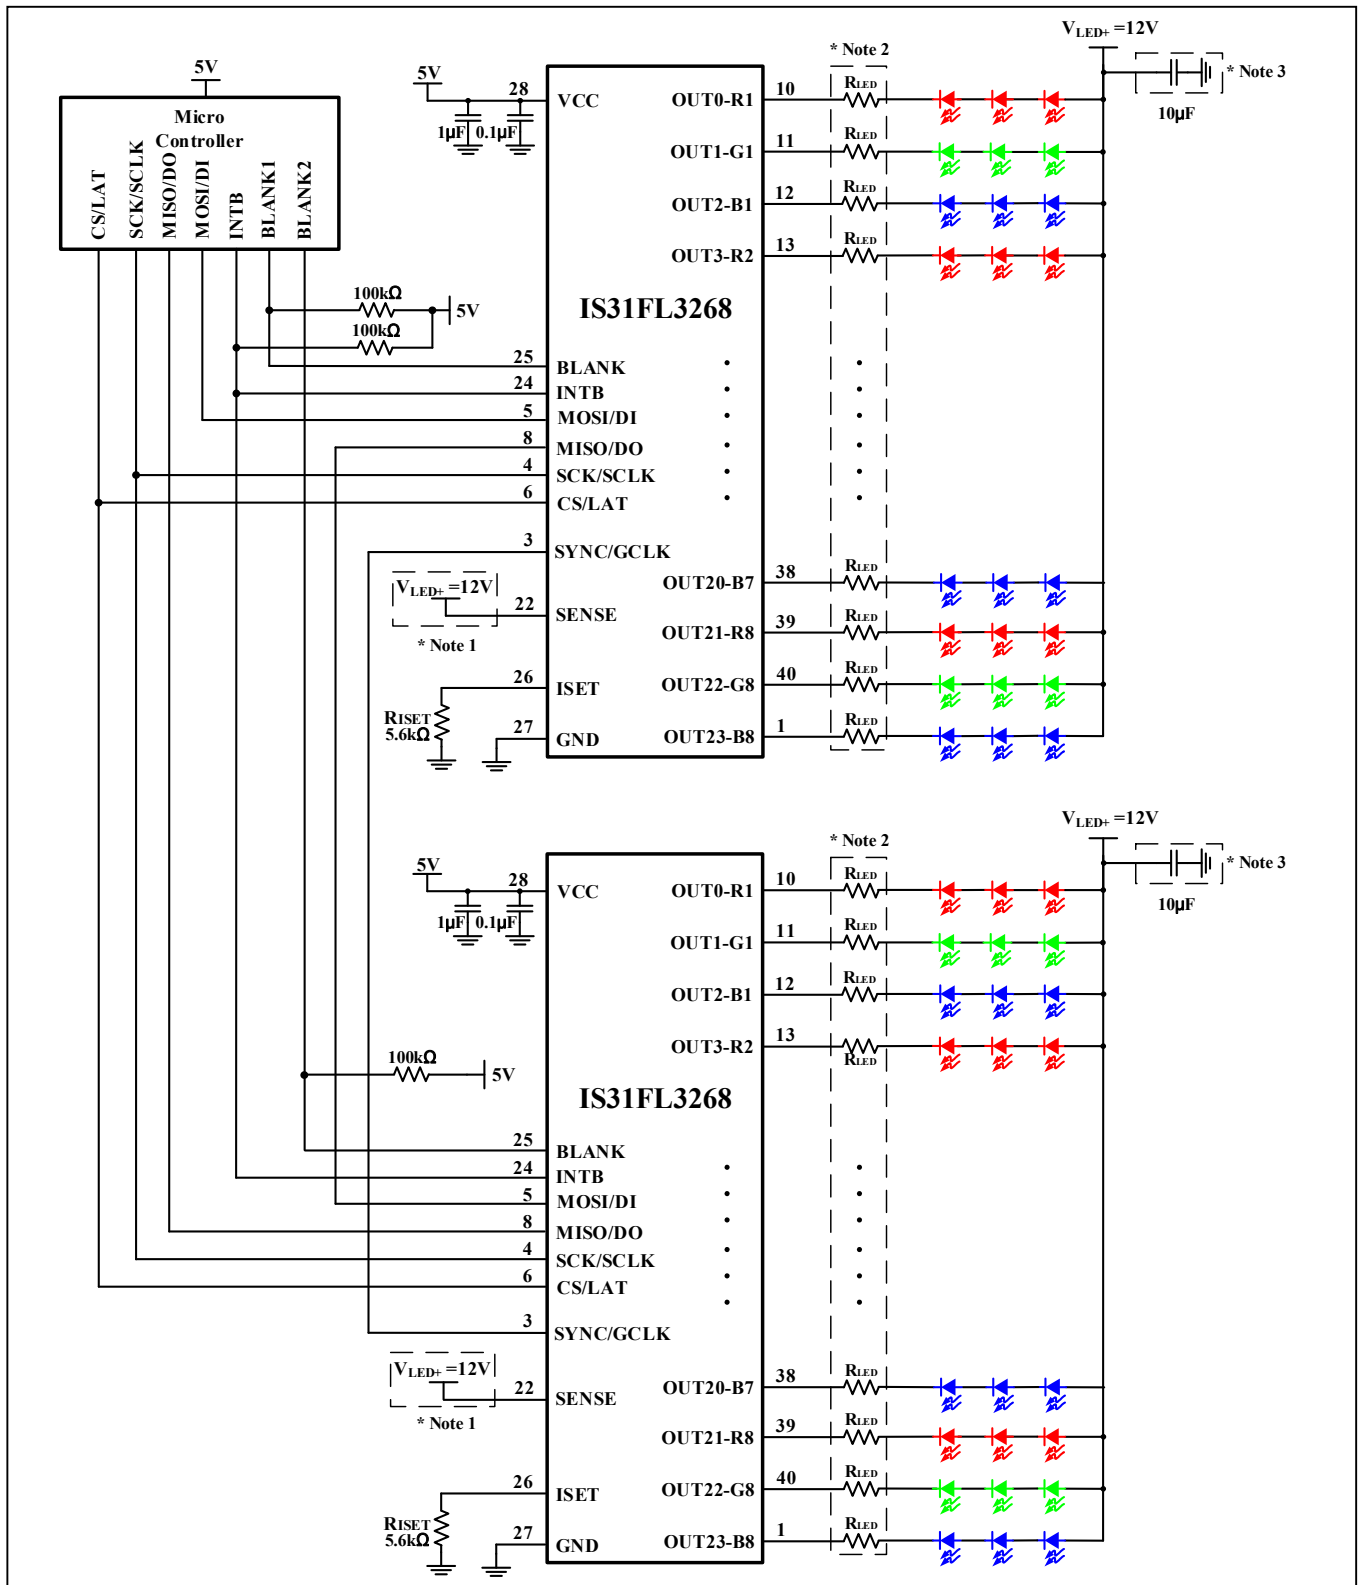 V_LED+ =12V
* Note 2
5V
5V
* Note 3
10μF
Micro
Controller
CS/LAT
SCK/SCLK
MISO/DO
MOSI/DI
INTB
BLANK1
BLANK2
1μF
0.1μF
28
VCC
OUT0-R1
10
RLED
OUT1-G1
11
RLED
OUT2-B1
12
RLED
OUT3-R2
13
RLED
100kΩ
5V
100kΩ
IS31FL3268
25
BLANK
24
INTB
5
MOSI/DI
8
MISO/DO
4
SCK/SCLK
6
CS/LAT
3
SYNC/GCLK
V_LED+ =12V
22
SENSE
* Note 1
26
ISET
RISET
5.6kΩ
27
GND
OUT20-B7
38
RLED
OUT21-R8
39
RLED
OUT22-G8
40
RLED
OUT23-B8
1
RLED
V_LED+ =12V
* Note 2
* Note 3
10μF
5V
1μF
0.1μF
28
VCC
OUT0-R1
10
RLED
OUT1-G1
11
RLED
OUT2-B1
12
RLED
OUT3-R2
13
RLED
100kΩ
5V
IS31FL3268
25
BLANK
24
INTB
5
MOSI/DI
8
MISO/DO
4
SCK/SCLK
6
CS/LAT
3
SYNC/GCLK
V_LED+ =12V
22
SENSE
* Note 1
26
ISET
RISET
5.6kΩ
27
GND
OUT20-B7
38
RLED
OUT21-R8
39
RLED
OUT22-G8
40
RLED
OUT23-B8
1
RLED